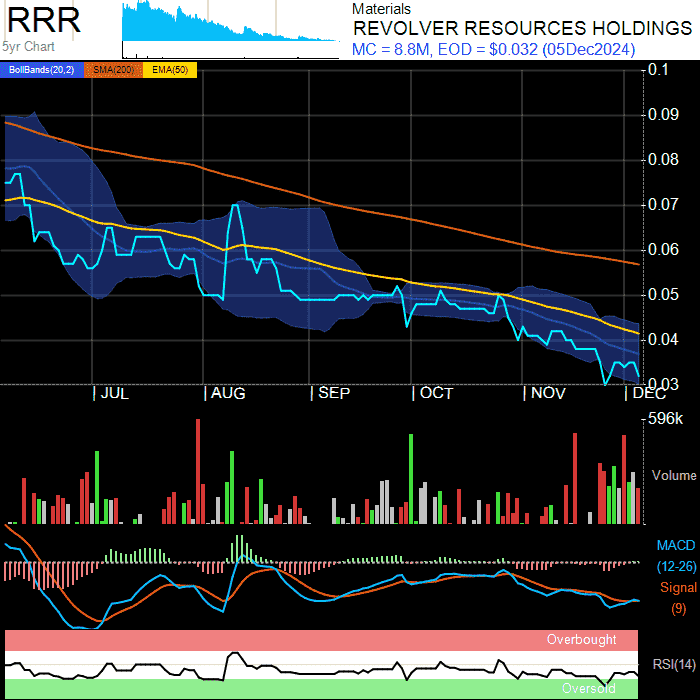 RRR
5yr Chart
Materials
REVOLVER RESOURCES HOLDINGS
MC = 8.8M, EOD = $0.032 (05Dec2024)
BollBands(20,2) SMA(200) EMA(50)
0.1
0.09
0.08
0.07
0.06
0.05
0.04
0.03
JUL AUG SEP OCT NOV DEC
596k
Volume
MACD
(12-26)
Signal
(9)
Overbought
RSI(14)
Oversold